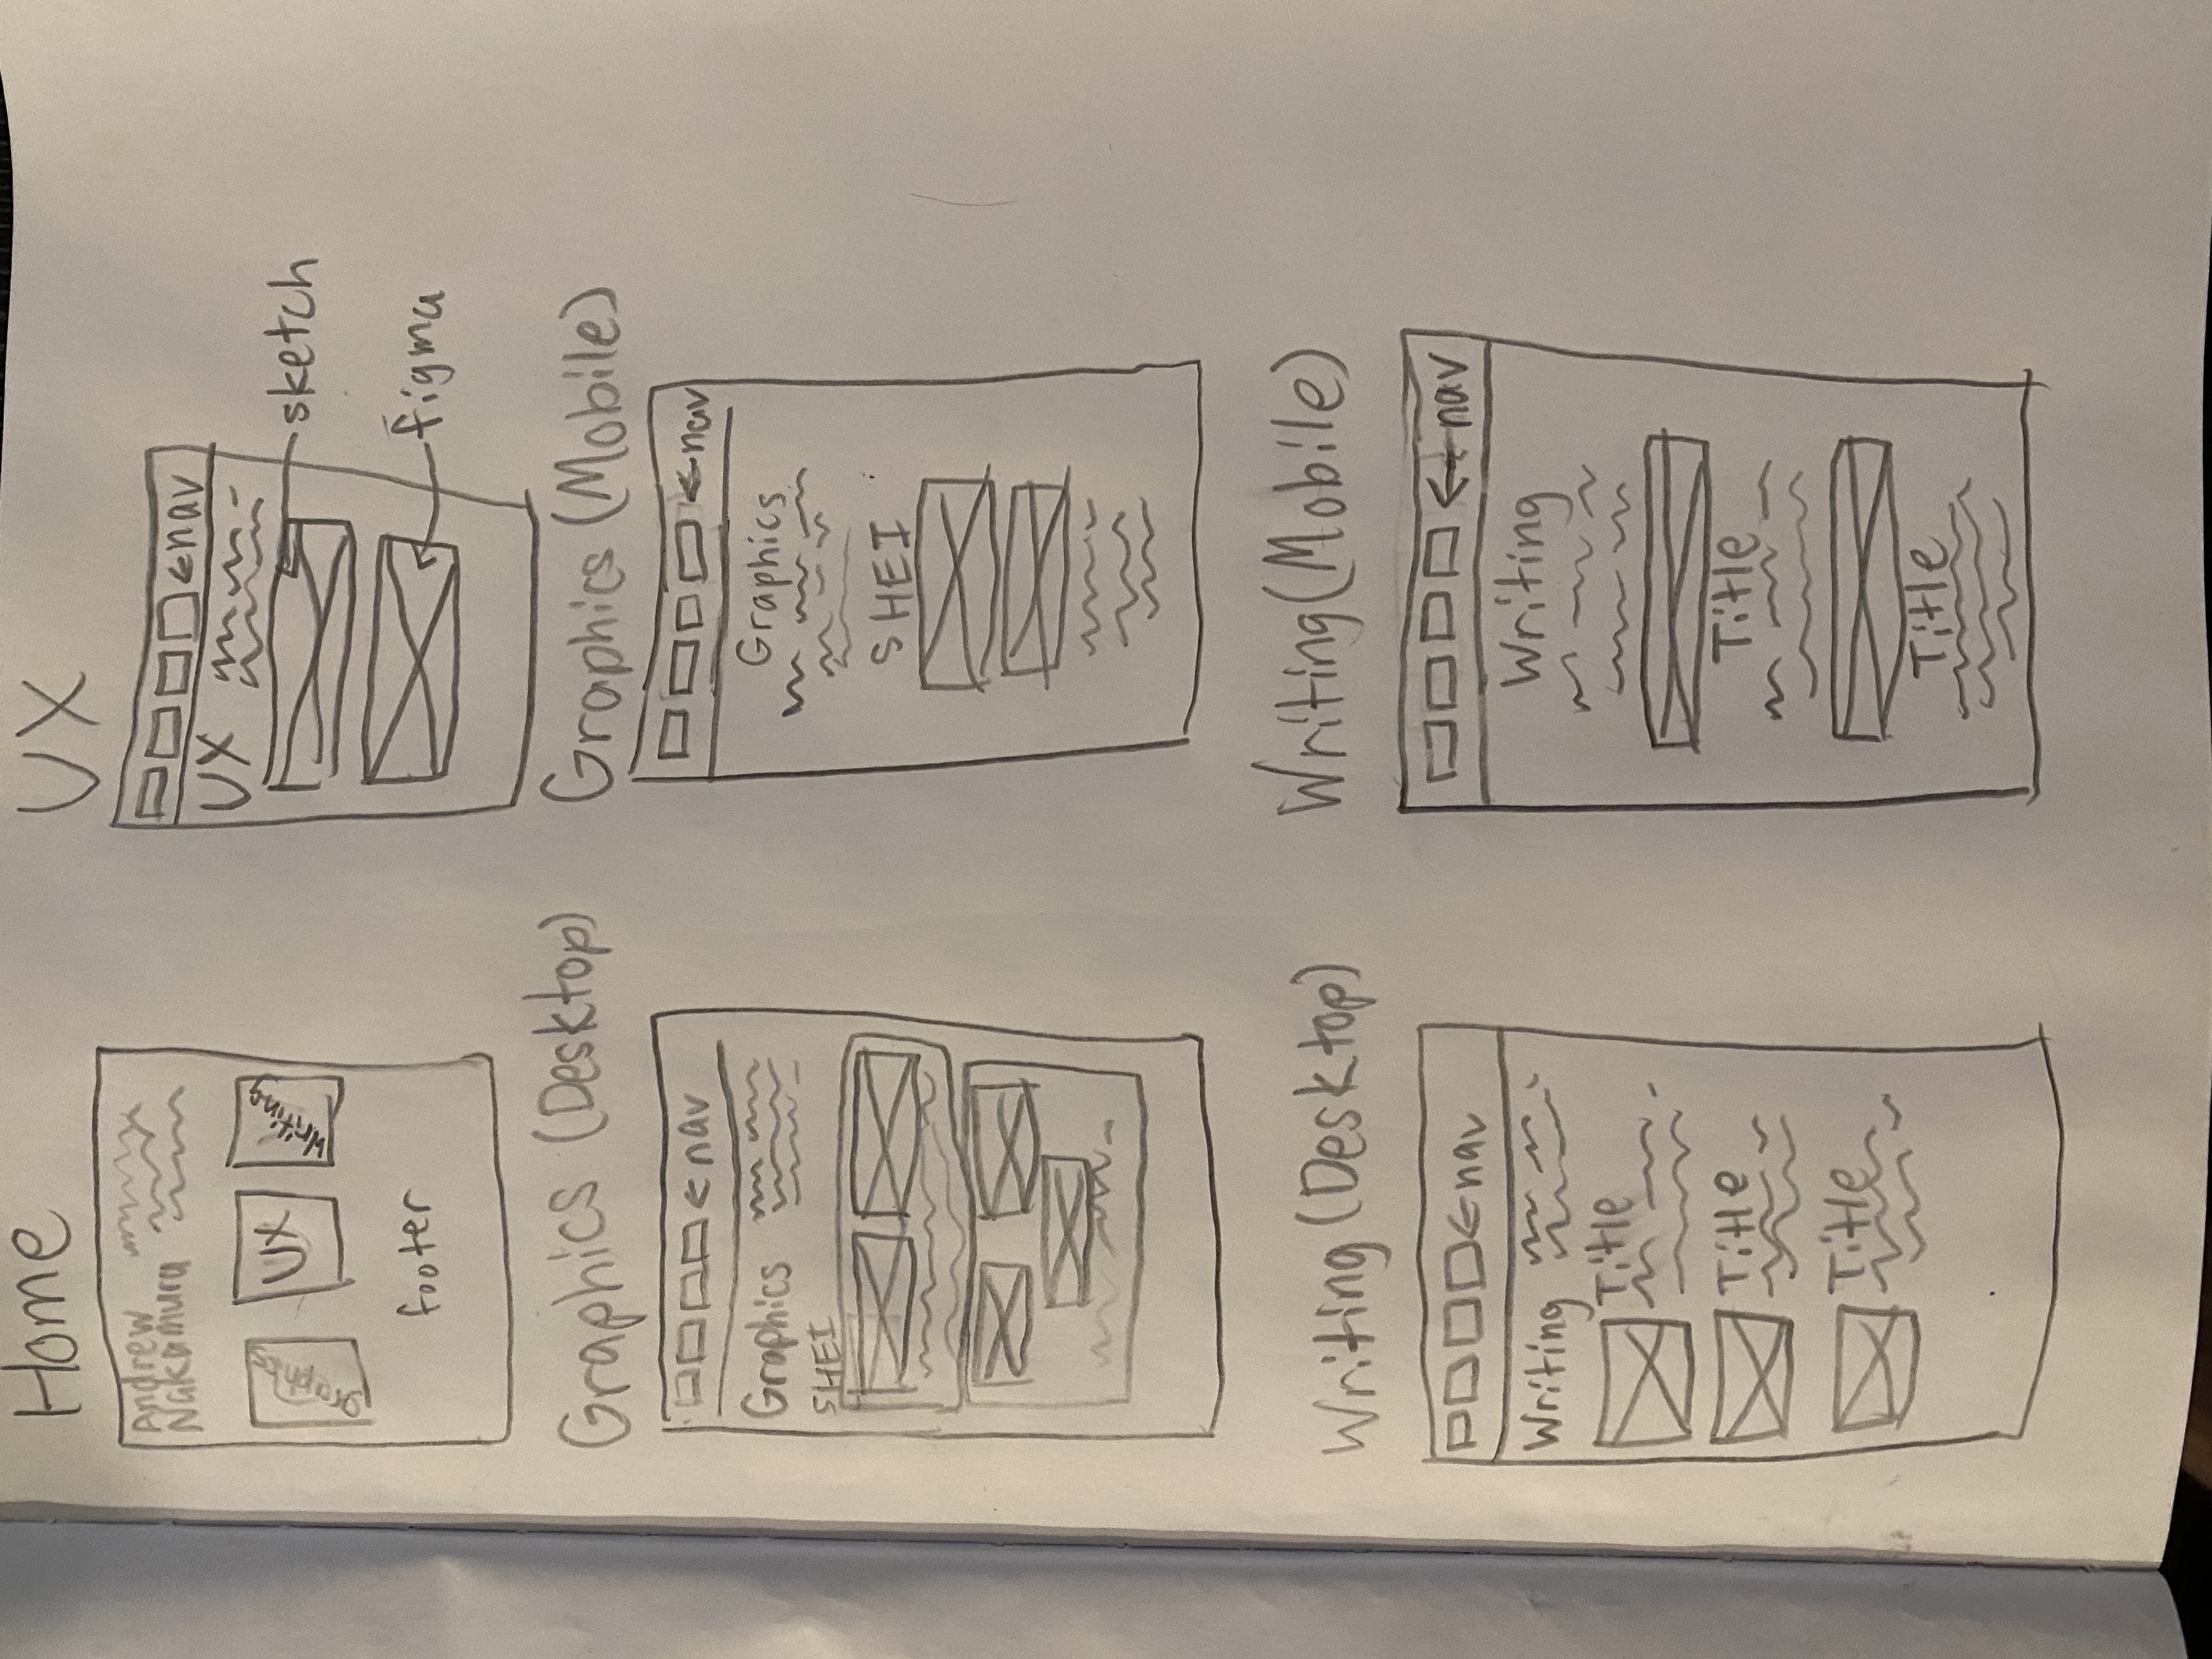 Home
Andrew
Nakamura
Graphics
UX
Writing
footer
UX
←nav
UX
sketch
figma
Graphics (Desktop)
←nav
Graphics
SHEI
Graphics (Mobile)
←nav
Graphics
SHEI
Writing (Desktop)
←nav
Writing
Title
Title
Title
Writing (Mobile)
←nav
Writing
Title
Title